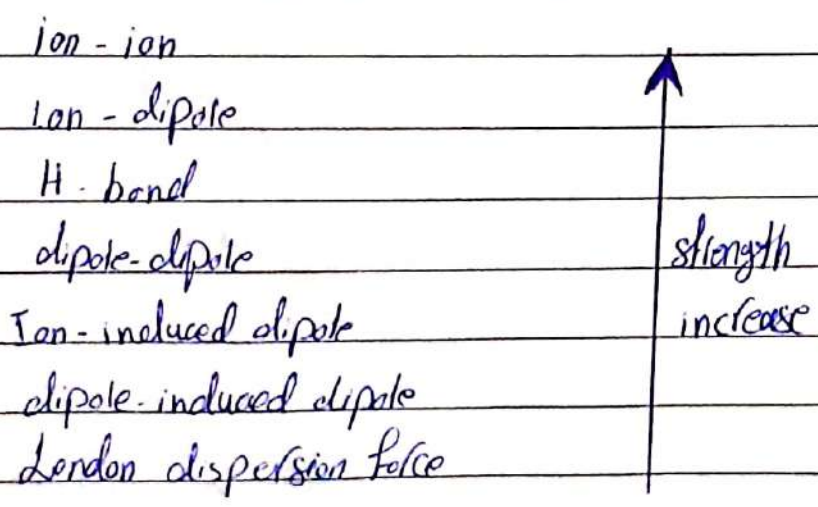 ion - ion
Ion - dipole
H - bond
dipole-dipole
Ion - induced dipole
dipole - induced dipole
London dispersion force
strength
increase